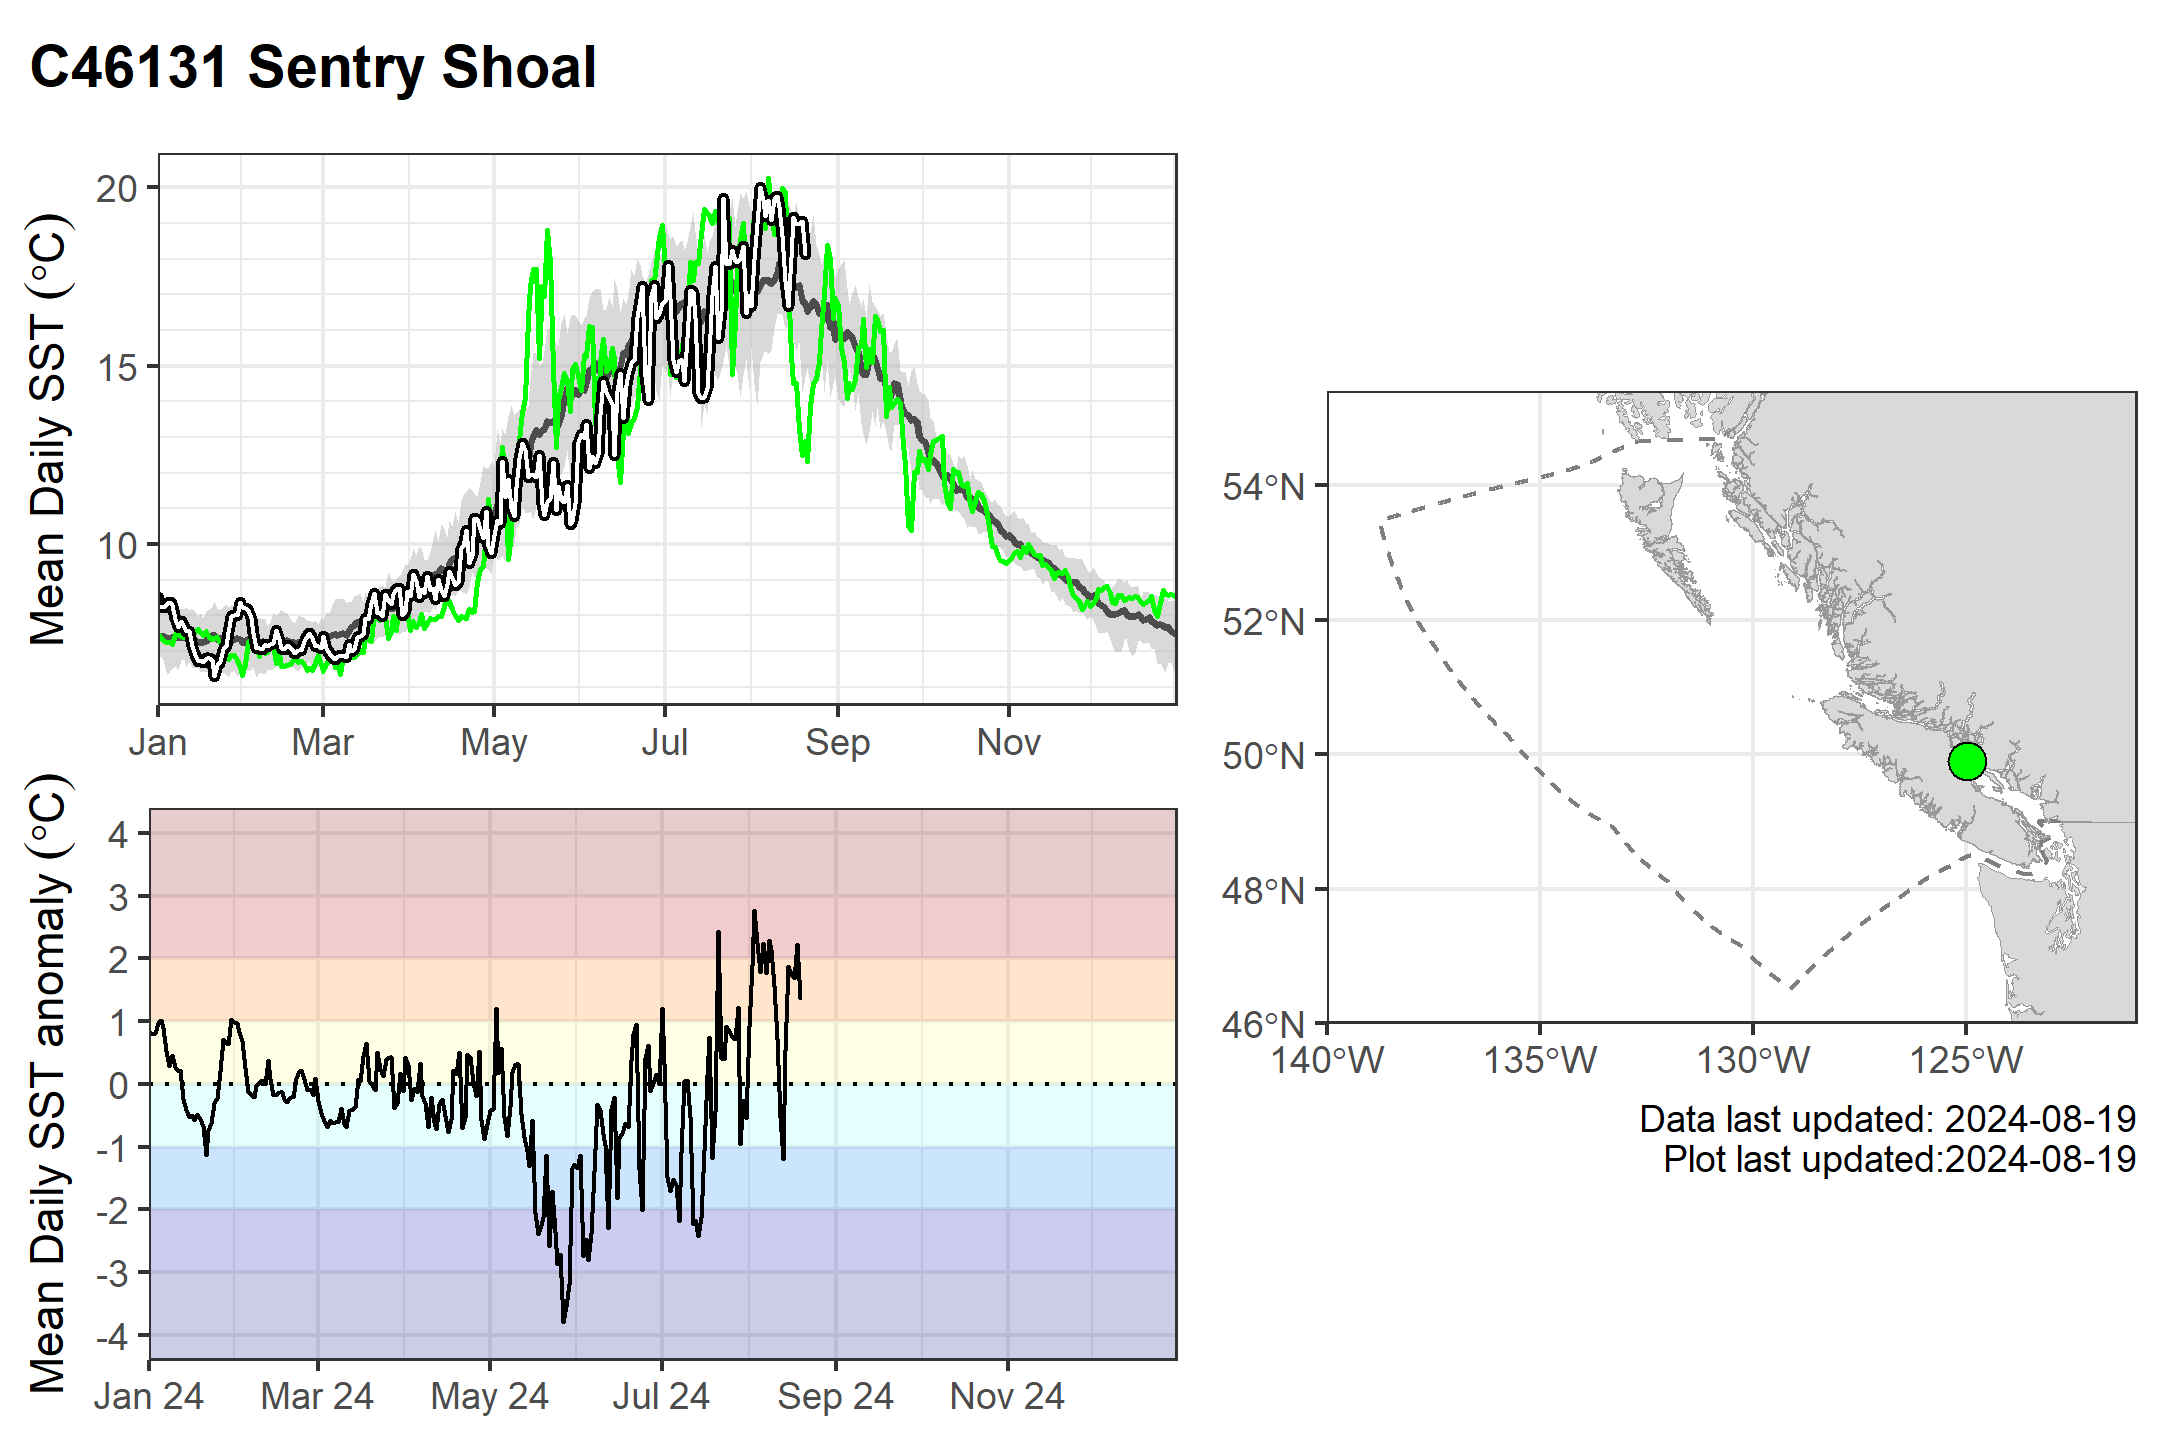 C46131 Sentry Shoal
Mean Daily SST (°C)
20
15
10
Jan Mar May Jul Sep Nov
Mean Daily SST anomaly (°C)
4
3
2
1
0
-1
-2
-3
-4
Jan 24 Mar 24 May 24 Jul 24 Sep 24 Nov 24
54°N
52°N
50°N
48°N
46°N
140°W 135°W 130°W 125°W
Data last updated: 2024-08-19
Plot last updated:2024-08-19